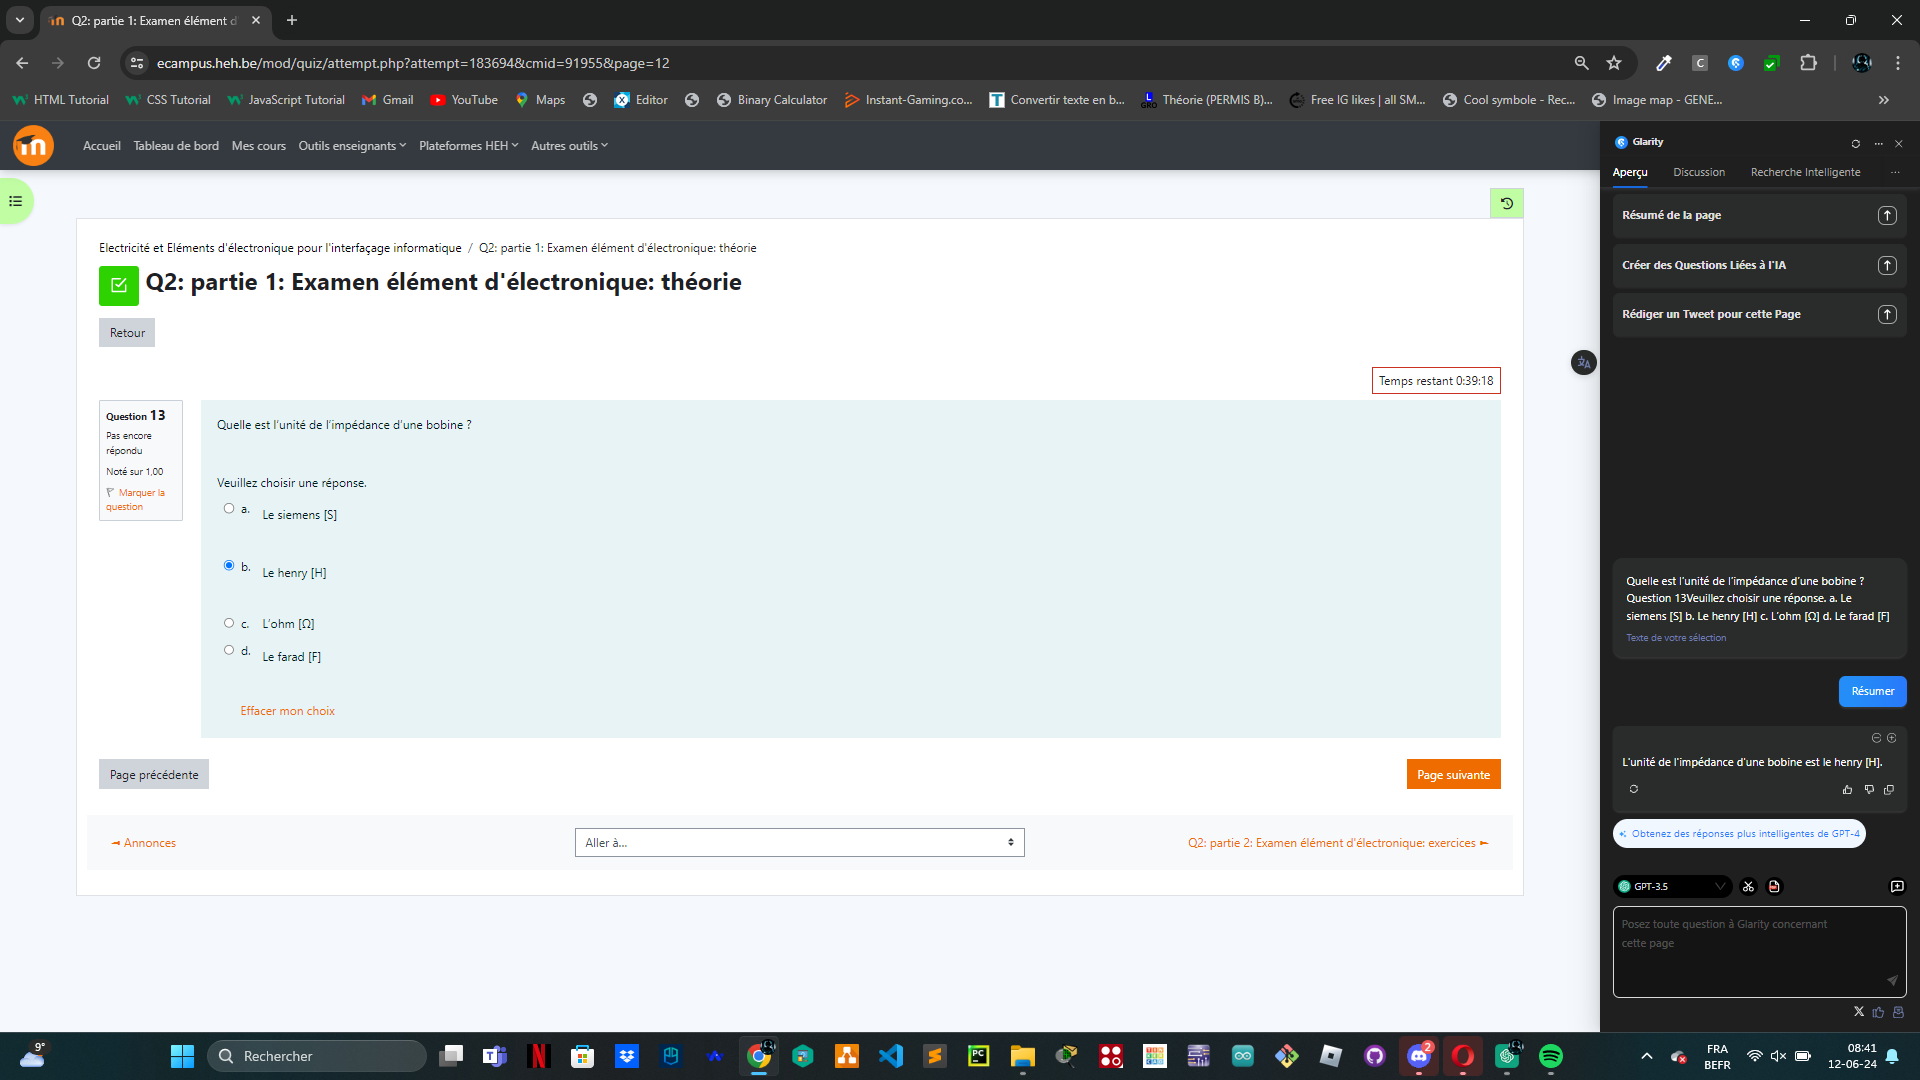 Q2: partie 1: Examen élément d'
ecampus.heh.be/mod/quiz/attempt.php?attempt=183694&cmid=91955&page=12
HTML Tutorial
CSS Tutorial
JavaScript Tutorial
Gmail
YouTube
Maps
Editor
Binary Calculator
Instant-Gaming.co...
Convertir texte en b...
Théorie (PERMIS B)...
Free IG likes | all SM...
Cool symbole - Rec...
Image map - GENE...
Accueil
Tableau de bord
Mes cours
Outils enseignants
Plateformes HEH
Autres outils
Electricité et Eléments d'électronique pour l'interfaçage informatique / Q2: partie 1: Examen élément d'électronique: théorie
Q2: partie 1: Examen élément d'électronique: théorie
Retour
Temps restant 0:39:18
Question 13
Pas encore
répondu
Noté sur 1,00
Marquer la
question
Quelle est l'unité de l'impédance d'une bobine ?
Veuillez choisir une réponse.
a. Le siemens [S]
b. Le henry [H]
c. L'ohm [Ω]
d. Le farad [F]
Effacer mon choix
Page précédente
Page suivante
◄ Annonces
Aller à...
Q2: partie 2: Examen élément d'électronique: exercices ►
Glarity
Aperçu
Discussion
Recherche Intelligente
Résumé de la page
Créer des Questions Liées à l'IA
Rédiger un Tweet pour cette Page
Quelle est l'unité de l'impédance d'une bobine ?
Question 13Veuillez choisir une réponse. a. Le
siemens [S] b. Le henry [H] c. L'ohm [Ω] d. Le farad [F]
Texte de votre sélection
Résumer
L'unité de l'impédance d'une bobine est le henry [H].
Obtenez des réponses plus intelligentes de GPT-4
GPT-3.5
Posez toute question à Glarity concernant
cette page
9°
Rechercher
2
FRA
BEFR
08:41
12-06-24